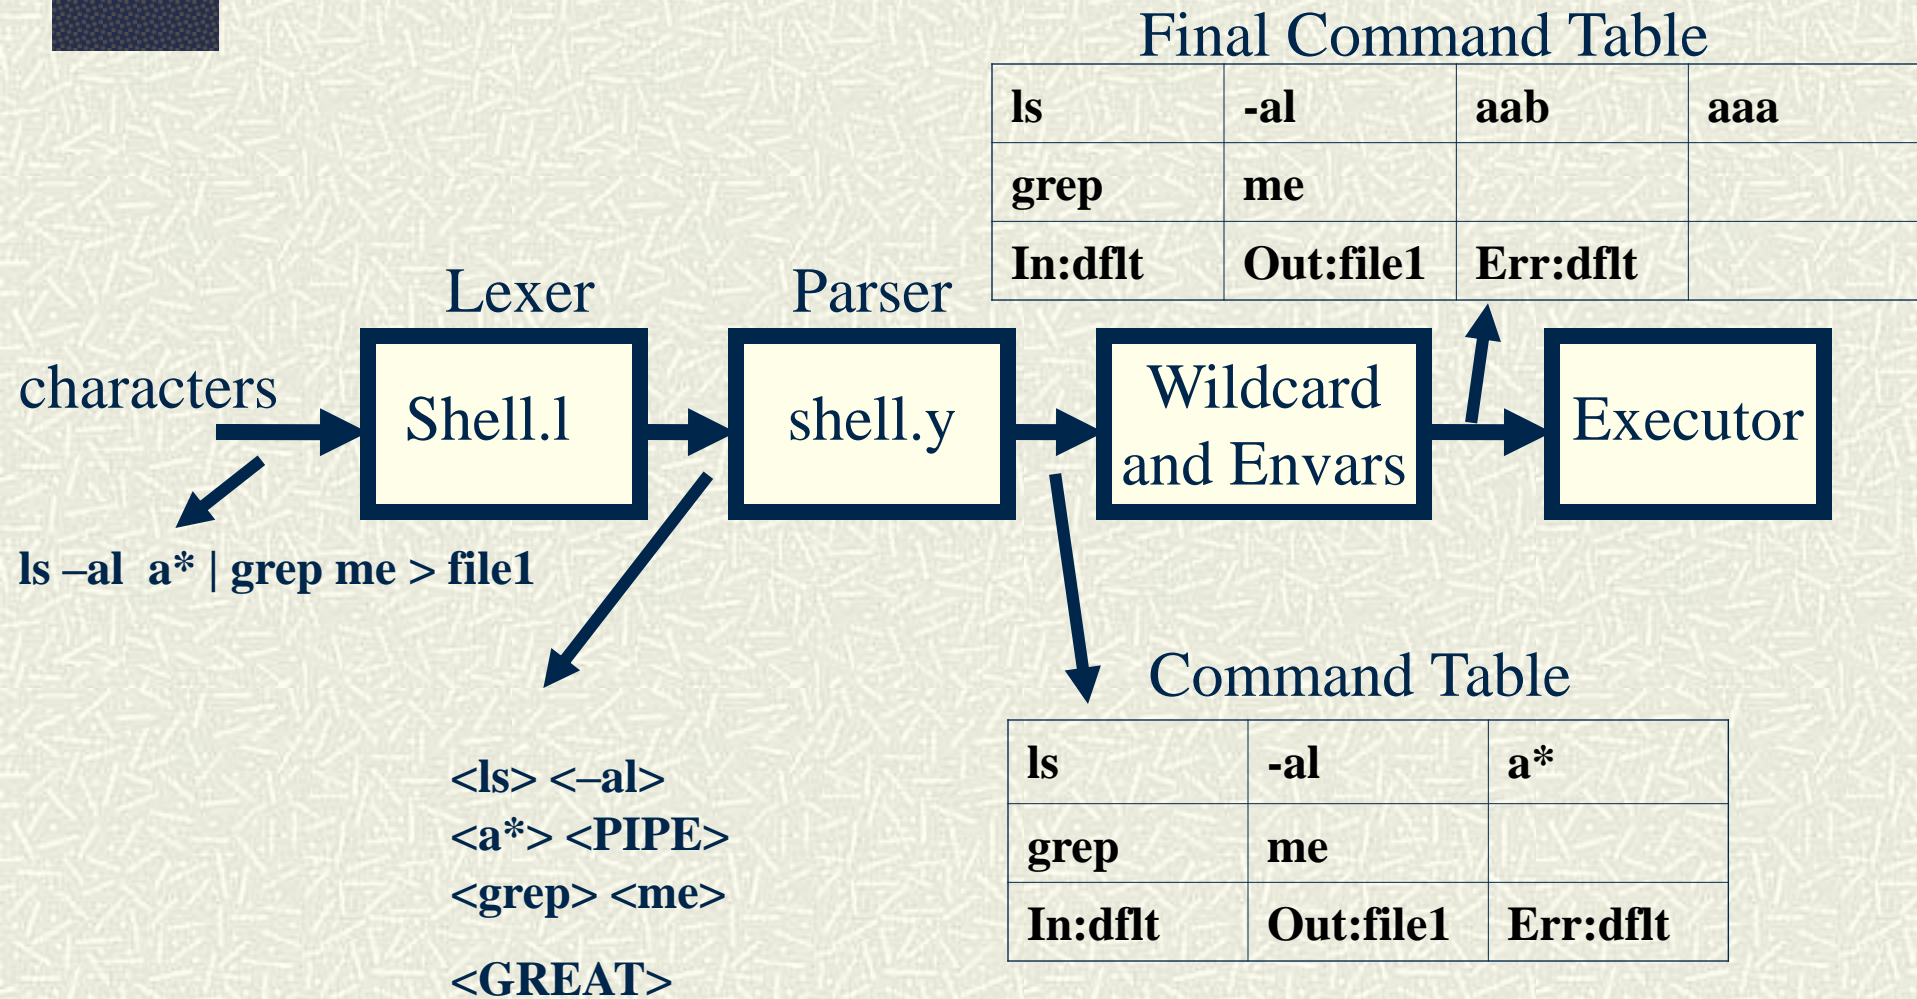 Final Command Table
ls -al aab aaa
grep me
In:dflt Out:file1 Err:dflt
Lexer Parser
characters
Shell.l
shell.y
Wildcard
and Envars
Executor
ls –al a* | grep me > file1
Command Table
ls -al a*
grep me
In:dflt Out:file1 Err:dflt
<ls> <–al>
<a*> <PIPE>
<grep> <me>
<GREAT>